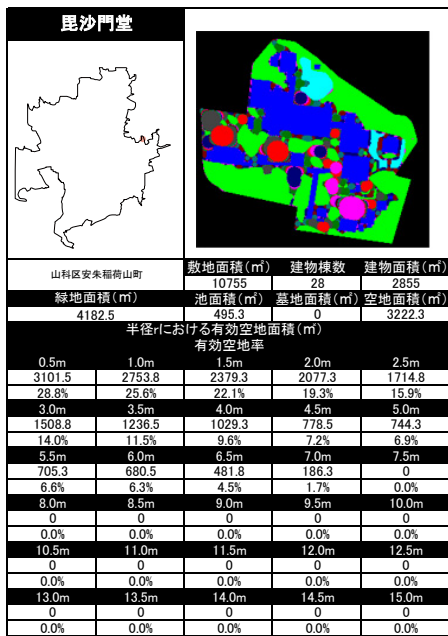 毘沙門堂
山科区安朱稲荷山町 敷地面積(㎡) 建物棟数 建物面積(㎡)
10755 28 2855
緑地面積(㎡) 池面積(㎡) 墓地面積(㎡) 空地面積(㎡)
4182.5 495.3 0 3222.3
半径rにおける有効空地面積(㎡)
有効空地率
0.5m 1.0m 1.5m 2.0m 2.5m
3101.5 2753.8 2379.3 2077.3 1714.8
28.8% 25.6% 22.1% 19.3% 15.9%
3.0m 3.5m 4.0m 4.5m 5.0m
1508.8 1236.5 1029.3 778.5 744.3
14.0% 11.5% 9.6% 7.2% 6.9%
5.5m 6.0m 6.5m 7.0m 7.5m
705.3 680.5 481.8 186.3 0
6.6% 6.3% 4.5% 1.7% 0.0%
8.0m 8.5m 9.0m 9.5m 10.0m
0 0 0 0 0
0.0% 0.0% 0.0% 0.0% 0.0%
10.5m 11.0m 11.5m 12.0m 12.5m
0 0 0 0 0
0.0% 0.0% 0.0% 0.0% 0.0%
13.0m 13.5m 14.0m 14.5m 15.0m
0 0 0 0 0
0.0% 0.0% 0.0% 0.0% 0.0%